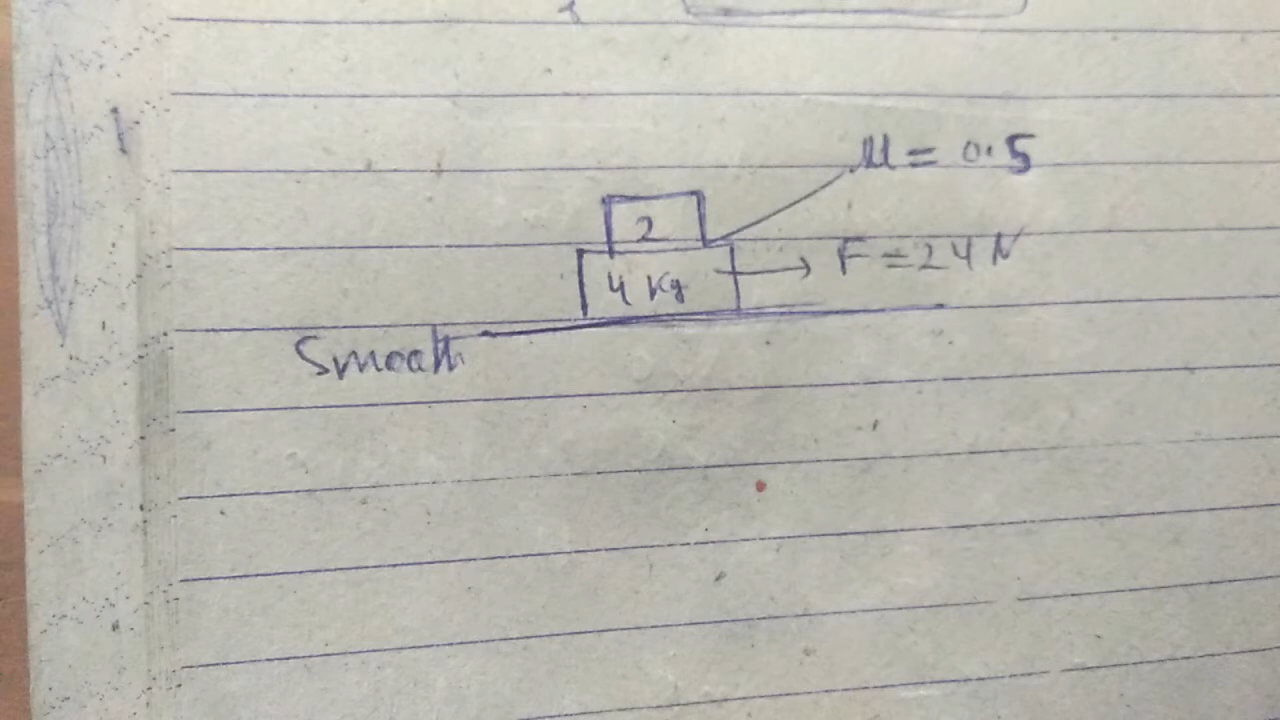 μ = 0.5
2
F = 24 N
4 Kg
Smooth